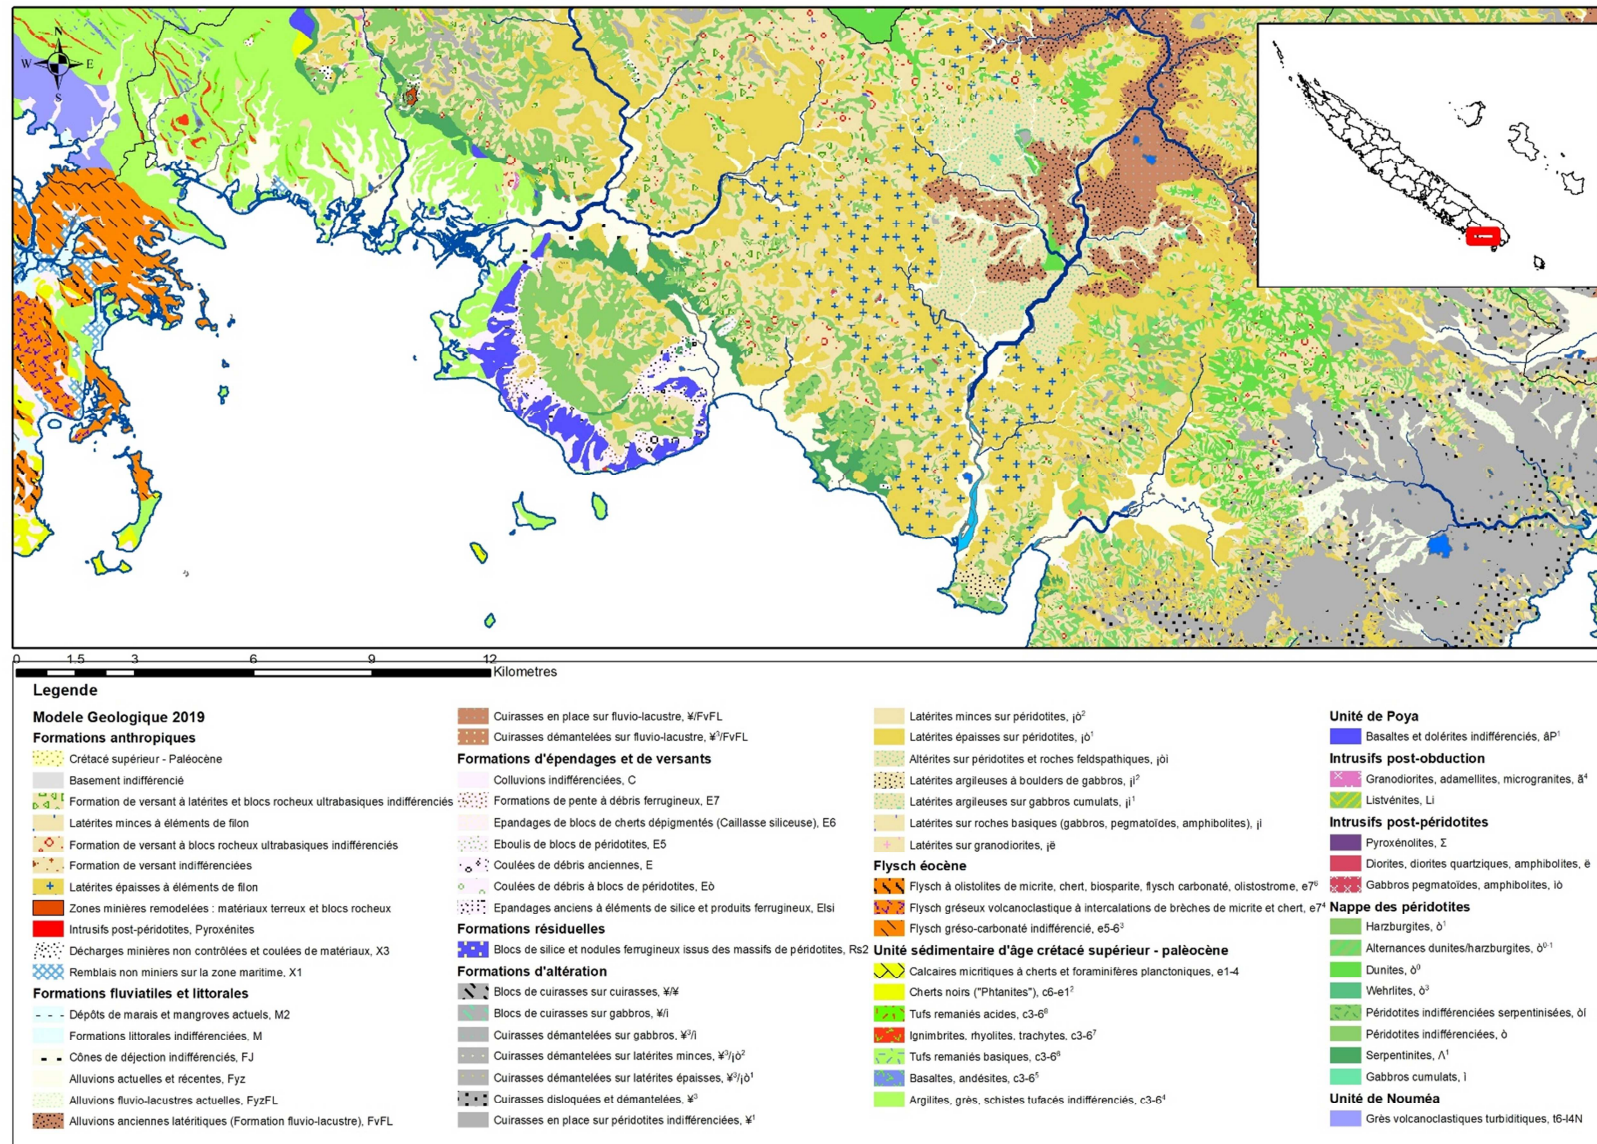 N
W E
S
0 1.5 3 6 9 12
Kilometres
Legende
Modele Geologique 2019
Formations anthropiques
Crétacé supérieur - Paléocène
Basement indifférencié
Formation de versant à latérites et blocs rocheux ultrabasiques indifférenciés
Latérites minces à éléments de filon
Formation de versant à blocs rocheux ultrabasiques indifférenciés
Formation de versant indifférenciées
Latérites épaisses à éléments de filon
Zones minières remodelées : matériaux terreux et blocs rocheux
Intrusifs post-péridotites, Pyroxénites
Décharges minières non contrôlées et coulées de matériaux, X3
Remblais non miniers sur la zone maritime, X1
Formations fluviatiles et littorales
Dépôts de marais et mangroves actuels, M2
Formations littorales indifférenciées, M
Cônes de déjection indifférenciés, FJ
Alluvions actuelles et récentes, Fyz
Alluvions fluvio-lacustres actuelles, FyzFL
Alluvions anciennes latéritiques (Formation fluvio-lacustre), FvFL
Cuirasses en place sur fluvio-lacustre, ¥/FvFL
Cuirasses démantelées sur fluvio-lacustre, ¥³/FvFL
Formations d'épendages et de versants
Colluvions indifférenciées, C
Formations de pente à débris ferrugineux, E7
Epandages de blocs de cherts dépigmentés (Caillasse siliceuse), E6
Eboulis de blocs de péridotites, E5
Coulées de débris anciennes, E
Coulées de débris à blocs de péridotites, Eò
Epandages anciens à éléments de silice et produits ferrugineux, Elsi
Formations résiduelles
Blocs de silice et nodules ferrugineux issus des massifs de péridotites, Rs2
Formations d'altération
Blocs de cuirasses sur cuirasses, ¥/¥
Blocs de cuirasses sur gabbros, ¥/i
Cuirasses démantelées sur gabbros, ¥³/i
Cuirasses démantelées sur latérites minces, ¥³/¡ò²
Cuirasses démantelées sur latérites épaisses, ¥³/¡ò¹
Cuirasses disloquées et démantelées, ¥³
Cuirasses en place sur péridotites indifférenciées, ¥¹
Latérites minces sur péridotites, ¡ò²
Latérites épaisses sur péridotites, ¡ò¹
Altérites sur péridotites et roches feldspathiques, ¡òi
Latérites argileuses à boulders de gabbros, ¡i²
Latérites argileuses sur gabbros cumulats, ¡i¹
Latérites sur roches basiques (gabbros, pegmatoïdes, amphibolites), ¡i
Latérites sur granodiorites, ¡ë
Flysch éocène
Flysch à olistolites de micrite, chert, biosparite, flysch carbonaté, olistostrome, e7⁶
Flysch gréseux volcanoclastique à intercalations de brèches de micrite et chert, e7⁴
Flysch gréso-carbonaté indifférencié, e5-6³
Unité sédimentaire d'âge crétacé supérieur - palèocène
Calcaires micritiques à cherts et foraminifères planctoniques, e1-4
Cherts noirs ("Phtanites"), c6-e1²
Tufs remaniés acides, c3-6⁸
Ignimbrites, rhyolites, trachytes, c3-6⁷
Tufs remaniés basiques, c3-6⁶
Basaltes, andésites, c3-6⁵
Argilites, grès, schistes tufacés indifférenciés, c3-6⁴
Unité de Poya
Basaltes et dolérites indifférenciés, âP¹
Intrusifs post-obduction
Granodiorites, adamellites, microgranites, ã⁴
Listvénites, Li
Intrusifs post-péridotites
Pyroxénolites, Σ
Diorites, diorites quartziques, amphibolites, ë
Gabbros pegmatoïdes, amphibolites, iò
Nappe des péridotites
Harzburgites, ò¹
Alternances dunites/harzburgites, ò⁰⁻¹
Dunites, ò⁰
Wehrlites, ò³
Péridotites indifférenciées serpentinisées, òl
Péridotites indifférenciées, ò
Serpentinites, Λ¹
Gabbros cumulats, ì
Unité de Nouméa
Grès volcanoclastiques turbiditiques, t6-l4N